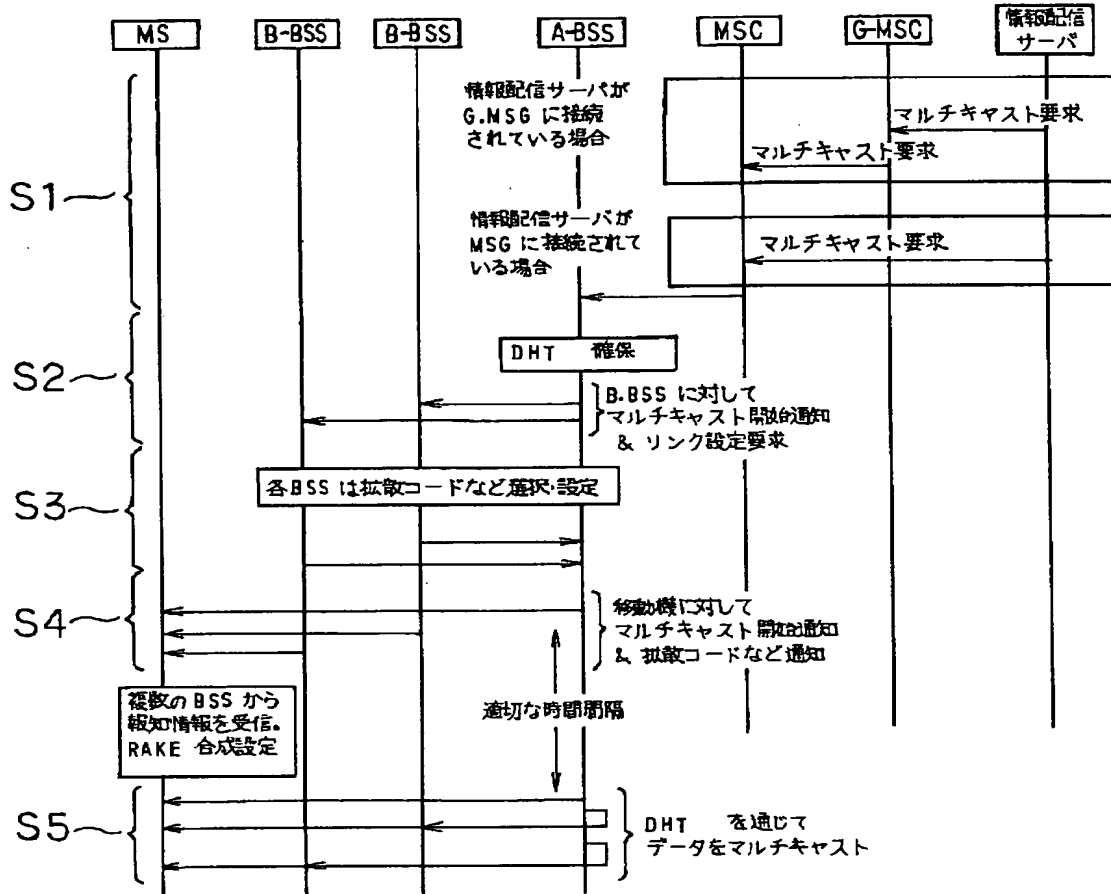 MS
B-BSS
B-BSS
A-BSS
MSC
G-MSC
情報配信
サーバ
情報配信サーバが
G.MSG に接続
されている場合
マルチキャスト要求
マルチキャスト要求
S1
情報配信サーバが
MSG に接続されて
いる場合
マルチキャスト要求
DHT 確保
S2
B.BSS に対して
マルチキャスト開始通知
& リンク設定要求
各BSS は拡散コードなど選択・設定
S3
S4
移動機に対して
マルチキャスト開始通知
& 拡散コードなど通知
複数の BSS から
報知情報を受信。
RAKE 合成設定
適切な時間間隔
S5
DHT を通じて
データをマルチキャスト